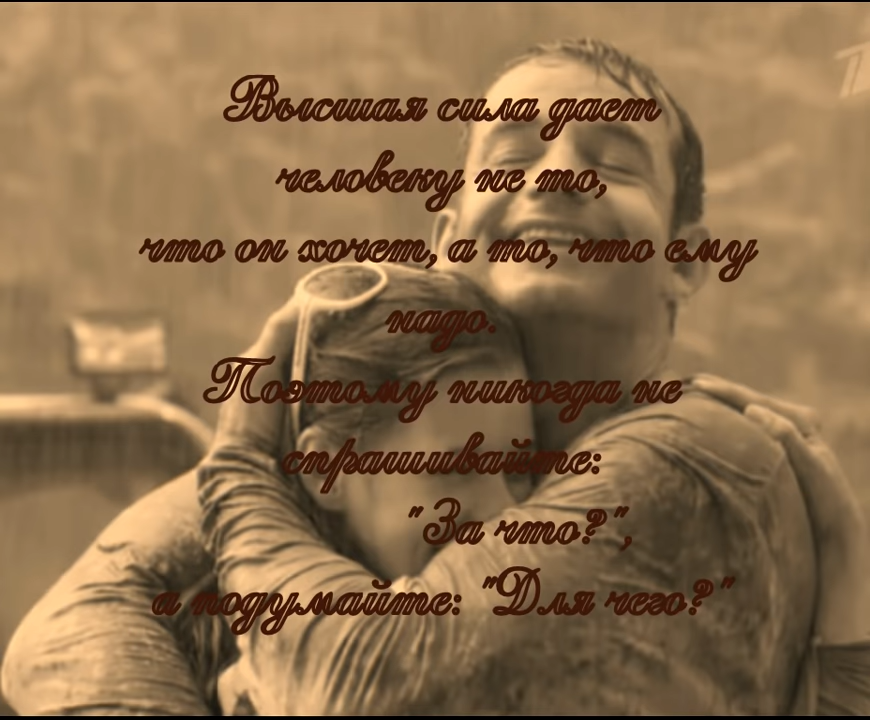 Высшая сила дает
человеку не то,
что он хочет, а то, что ему
надо.
Поэтому никогда не
спрашивайте:
"За что?",
а подумайте: "Для чего?"